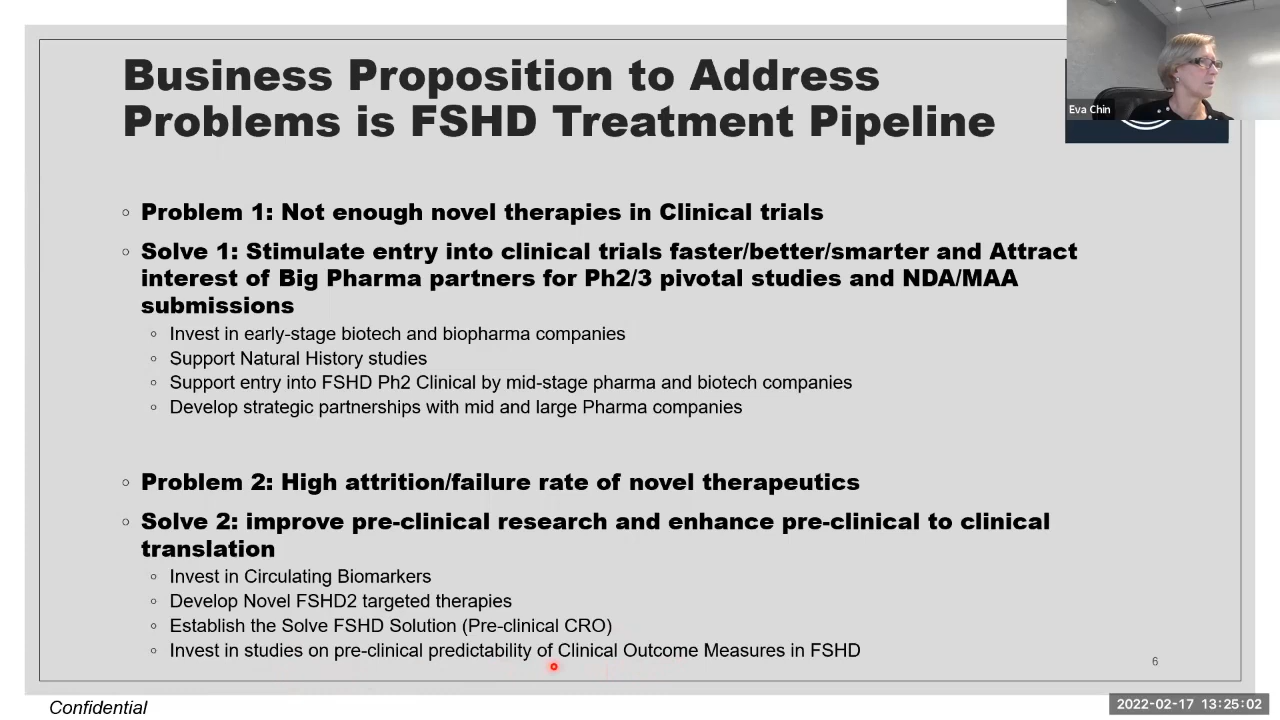 Business Proposition to Address
Problems is FSHD Treatment Pipeline
Eva Chin
◦ Problem 1: Not enough novel therapies in Clinical trials
◦ Solve 1: Stimulate entry into clinical trials faster/better/smarter and Attract
interest of Big Pharma partners for Ph2/3 pivotal studies and NDA/MAA
submissions
◦ Invest in early-stage biotech and biopharma companies
◦ Support Natural History studies
◦ Support entry into FSHD Ph2 Clinical by mid-stage pharma and biotech companies
◦ Develop strategic partnerships with mid and large Pharma companies
◦ Problem 2: High attrition/failure rate of novel therapeutics
◦ Solve 2: improve pre-clinical research and enhance pre-clinical to clinical
translation
◦ Invest in Circulating Biomarkers
◦ Develop Novel FSHD2 targeted therapies
◦ Establish the Solve FSHD Solution (Pre-clinical CRO)
◦ Invest in studies on pre-clinical predictability of Clinical Outcome Measures in FSHD
6
Confidential
2022-02-17 13:25:02